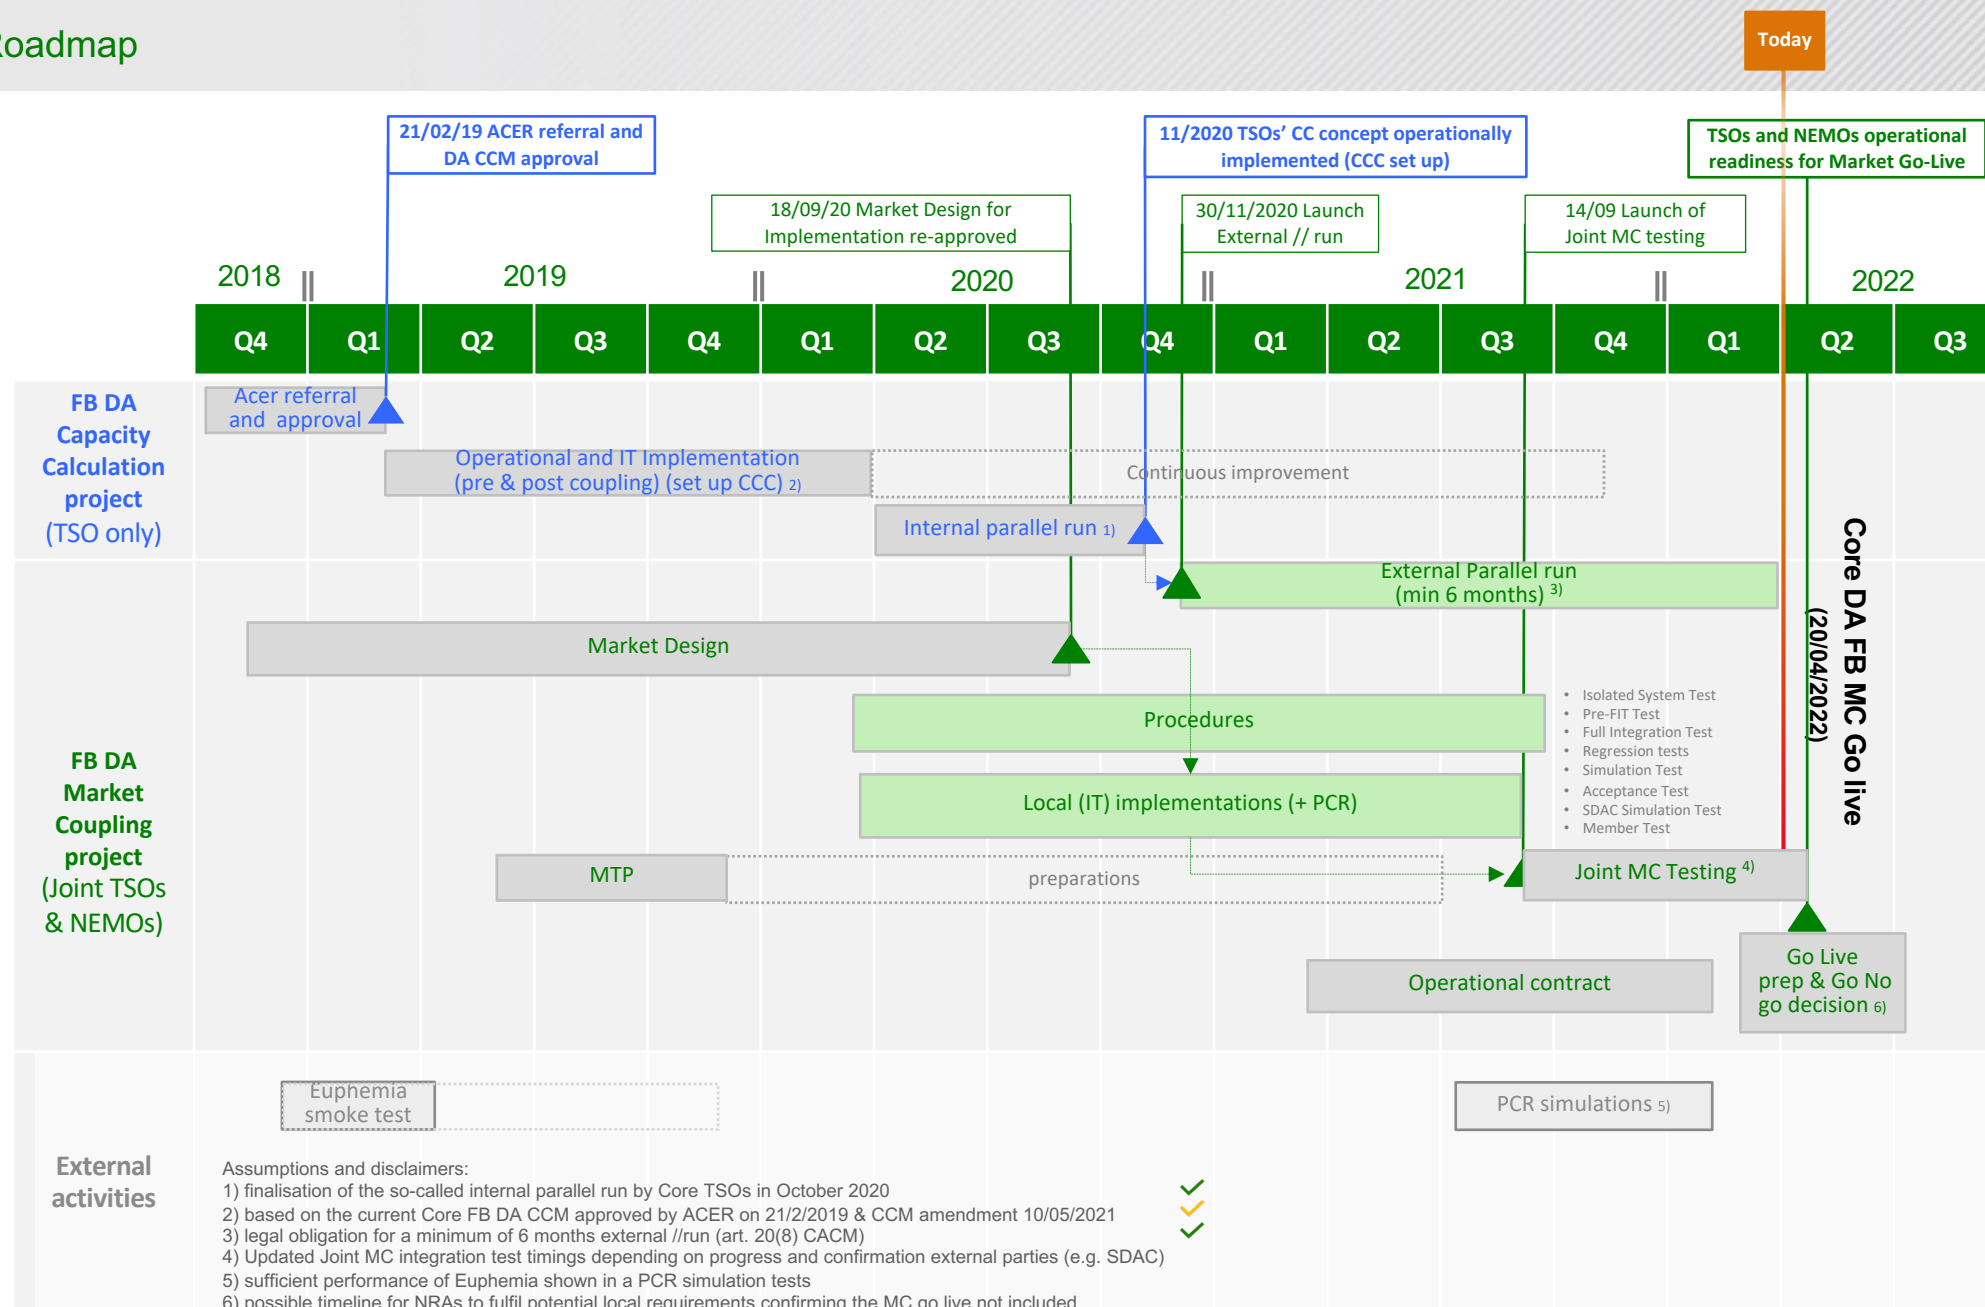 Roadmap
Today
21/02/19 ACER referral and
DA CCM approval
11/2020 TSOs' CC concept operationally
implemented (CCC set up)
TSOs and NEMOs operational
readiness for Market Go-Live
18/09/20 Market Design for
Implementation re-approved
30/11/2020 Launch
External // run
14/09 Launch of
Joint MC testing
2018
2019
2020
2021
2022
Q4 Q1 Q2 Q3 Q4 Q1 Q2 Q3 Q4 Q1 Q2 Q3 Q4 Q1 Q2 Q3
FB DA
Capacity
Calculation
project
(TSO only)
Acer referral
and approval
Operational and IT Implementation
(pre & post coupling) (set up CCC) 2)
Continuous improvement
Internal parallel run 1)
External Parallel run
(min 6 months) 3)
Core DA FB MC Go live
(20/04/2022)
FB DA
Market
Coupling
project
(Joint TSOs
& NEMOs)
Market Design
Procedures
• Isolated System Test
• Pre-FIT Test
• Full Integration Test
• Regression tests
• Simulation Test
• Acceptance Test
• SDAC Simulation Test
• Member Test
Local (IT) implementations (+ PCR)
MTP
preparations
Joint MC Testing 4)
Operational contract
Go Live
prep & Go No
go decision 6)
External
activities
Euphemia
smoke test
PCR simulations 5)
Assumptions and disclaimers:
1) finalisation of the so-called internal parallel run by Core TSOs in October 2020
2) based on the current Core FB DA CCM approved by ACER on 21/2/2019 & CCM amendment 10/05/2021
3) legal obligation for a minimum of 6 months external //run (art. 20(8) CACM)
4) Updated Joint MC integration test timings depending on progress and confirmation external parties (e.g. SDAC)
5) sufficient performance of Euphemia shown in a PCR simulation tests
6) possible timeline for NRAs to fulfil potential local requirements confirming the MC go live not included